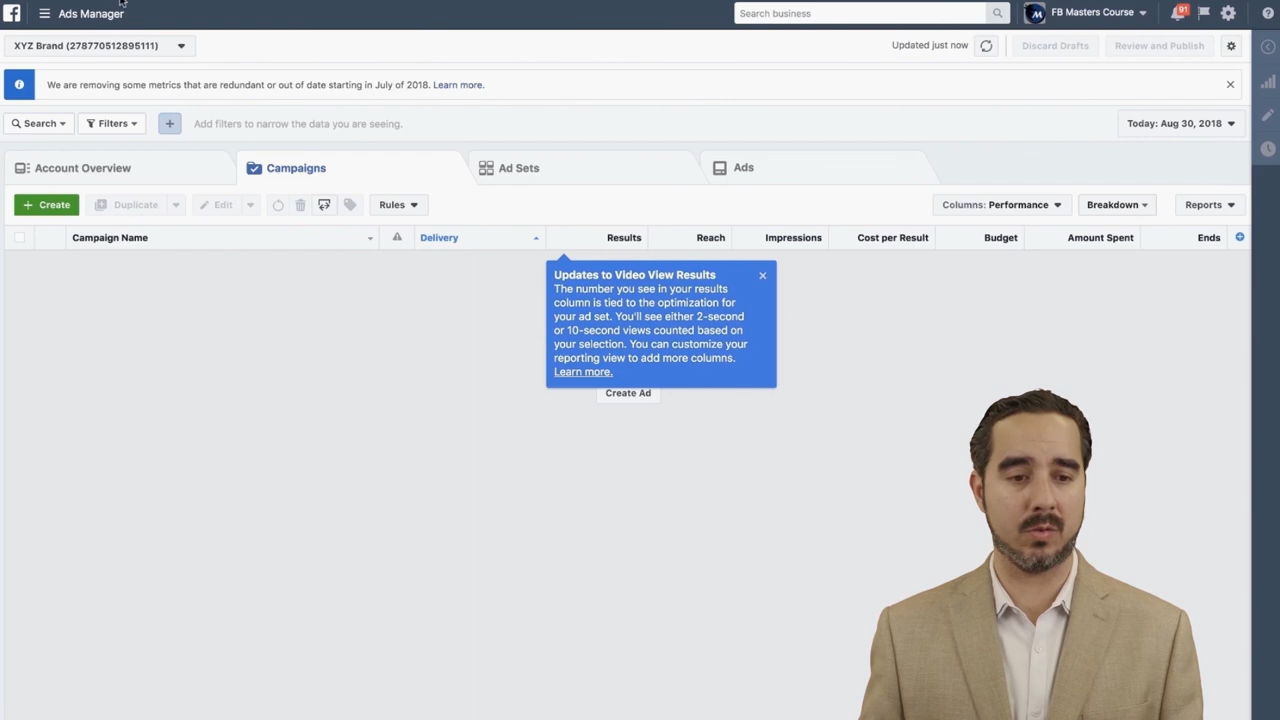 Ads Manager
Search business
FB Masters Course
91
XYZ Brand (278770512895111)
Updated just now
Discard Drafts
Review and Publish
We are removing some metrics that are redundant or out of date starting in July of 2018. Learn more.
Search
Filters
Add filters to narrow the data you are seeing.
Today: Aug 30, 2018
Account Overview
Campaigns
Ad Sets
Ads
+ Create
Duplicate
Edit
Rules
Columns: Performance
Breakdown
Reports
Campaign Name
Delivery
Results
Reach
Impressions
Cost per Result
Budget
Amount Spent
Ends
Updates to Video View Results
The number you see in your results
column is tied to the optimization for
your ad set. You'll see either 2-second
or 10-second views counted based on
your selection. You can customize your
reporting view to add more columns.
Learn more.
Create Ad